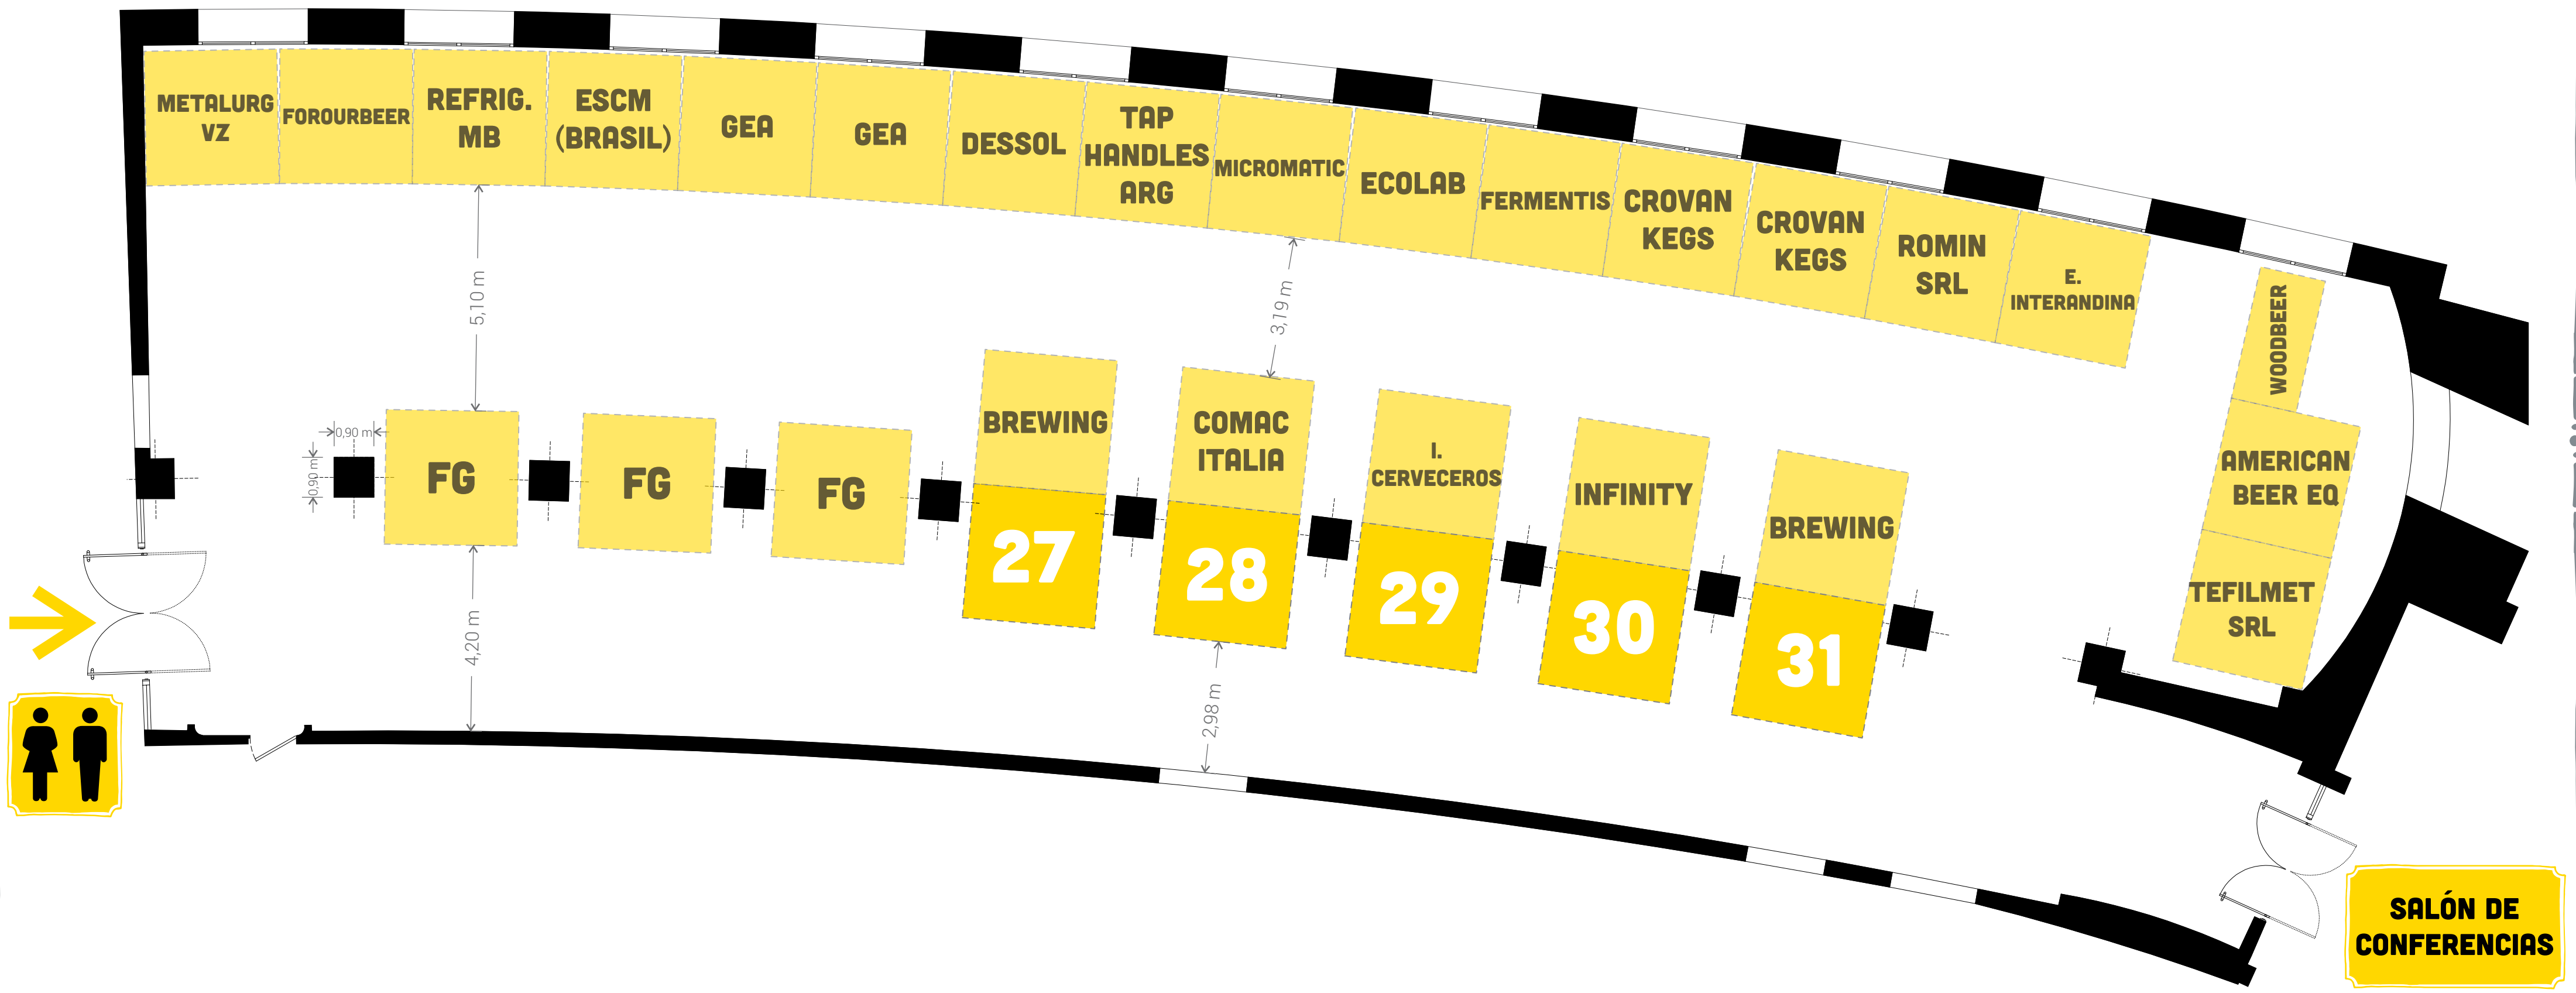 METALURG
VZ
FOROURBEER
REFRIG.
MB
ESCM
(BRASIL)
GEA
GEA
DESSOL
TAP
HANDLES
ARG
MICROMATIC
ECOLAB
FERMENTIS
CROVAN
KEGS
CROVAN
KEGS
ROMIN
SRL
E.
INTERANDINA
WOODBEER
AMERICAN
BEER EQ
TEFILMET
SRL
5,10 m
3,19 m
0,90 m
0,90 m
FG
FG
FG
BREWING
27
COMAC
ITALIA
28
I.
CERVECEROS
29
INFINITY
30
BREWING
31
4,20 m
2,98 m
SALÓN DE
CONFERENCIAS